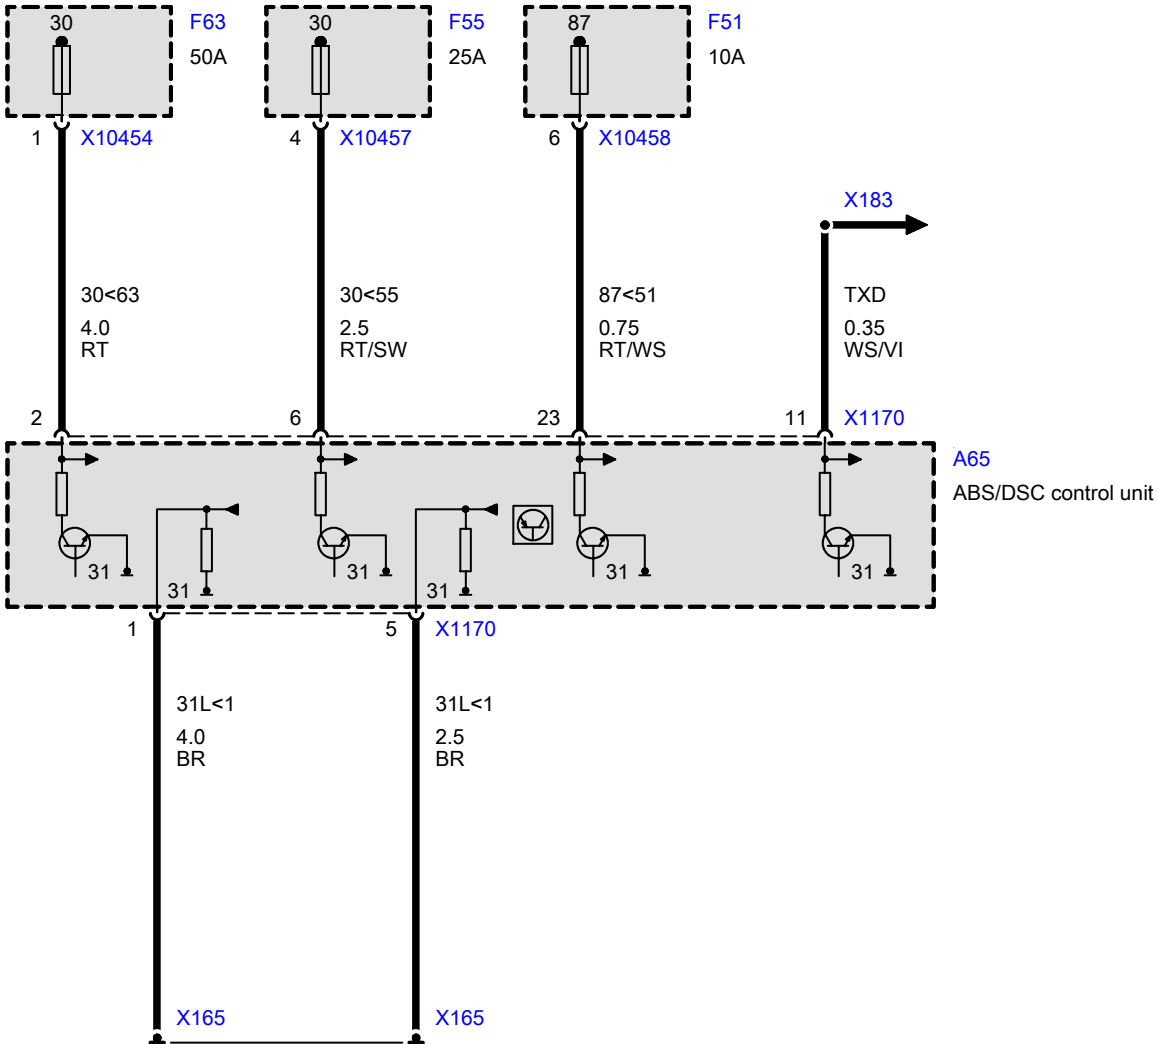 30 F63 30 F55 87 F51
50A 25A 10A
1 X10454 4 X10457 6 X10458
X183
30<63 30<55 87<51 TXD
4.0 2.5 0.75 0.35
RT RT/SW RT/WS WS/VI
2 6 23 11 X1170
A65
ABS/DSC control unit
31 31 31 31
31 31
1 5 X1170
31L<1 31L<1
4.0 2.5
BR BR
X165 X165